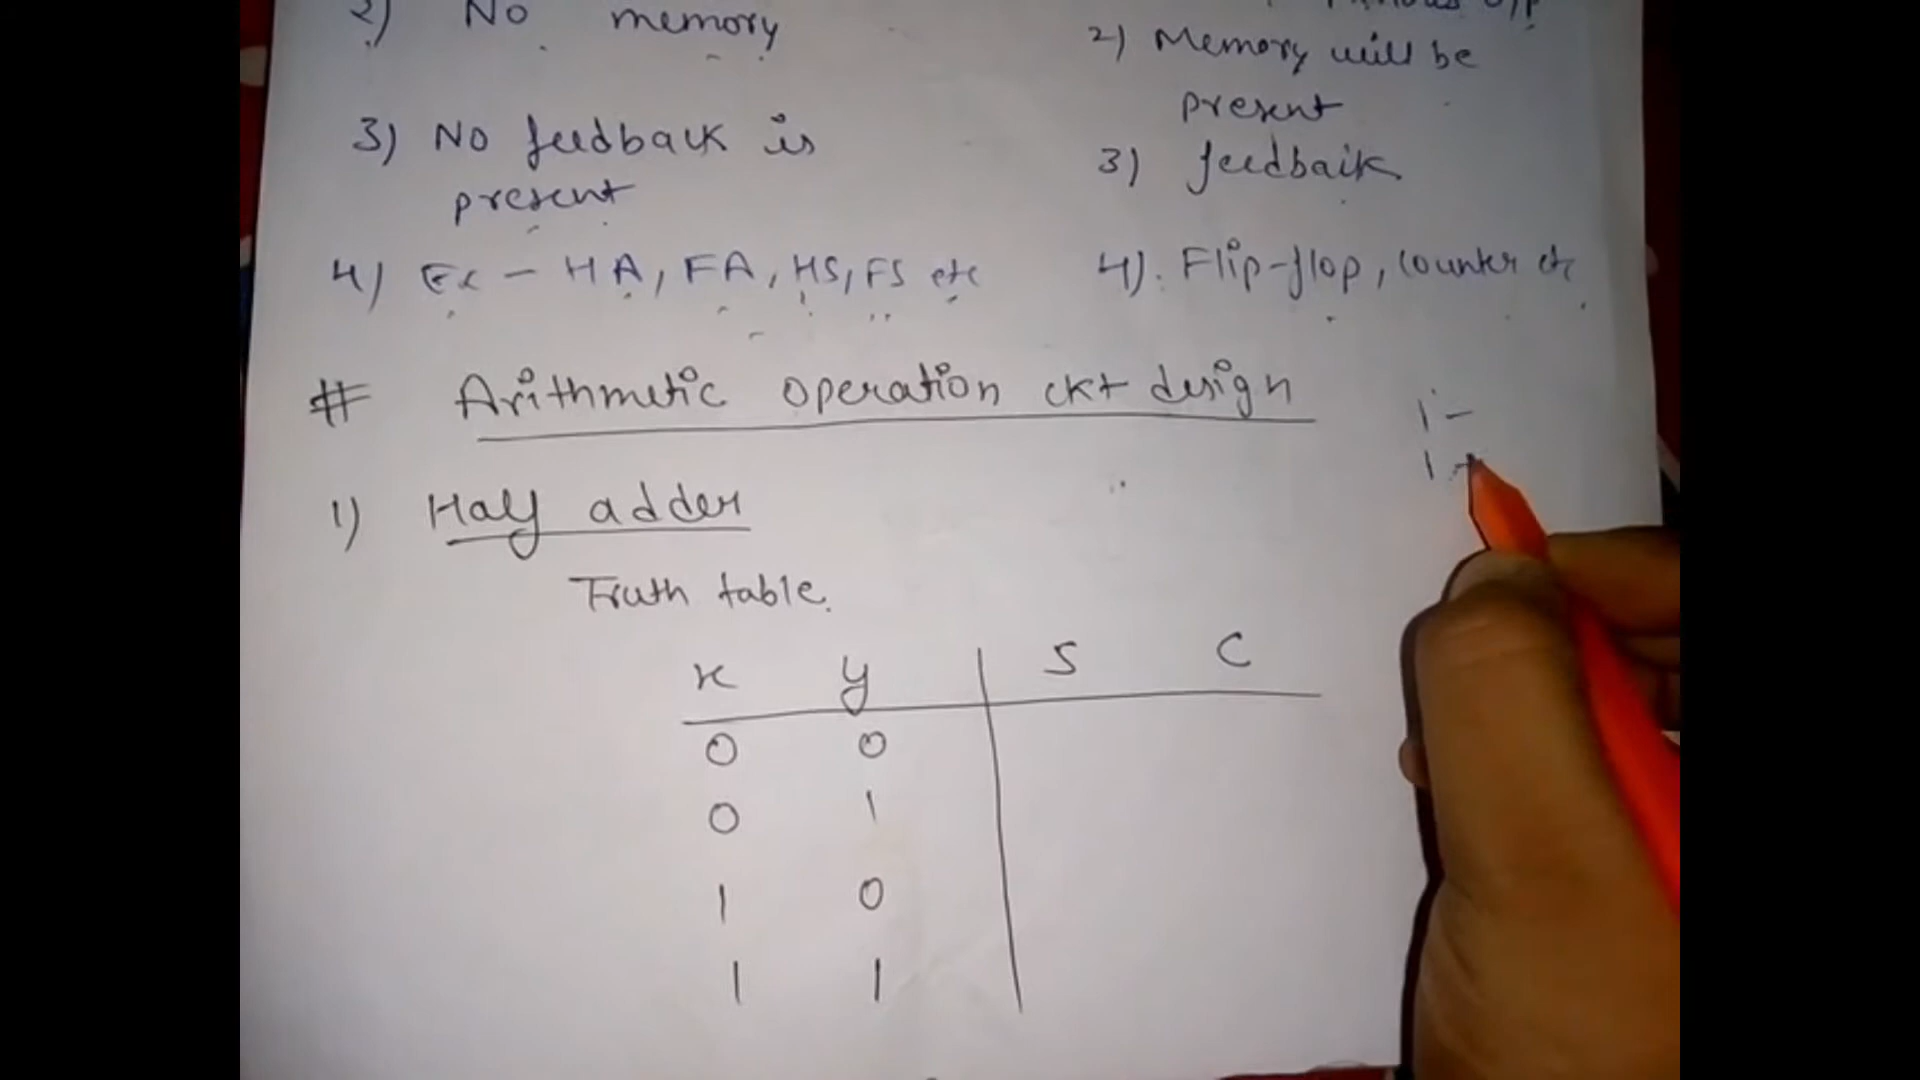 2) No memory
3) No feedback is
present
4) Ex - HA, FA, HS, FS etc
2) Memory will be
present
3) feedback
4). Flip-flop, counter etc
# Arithmetic operation ckt design
1 -
1
1) Half adder
Truth table.
x y S C
0 0
0 1
1 0
1 1